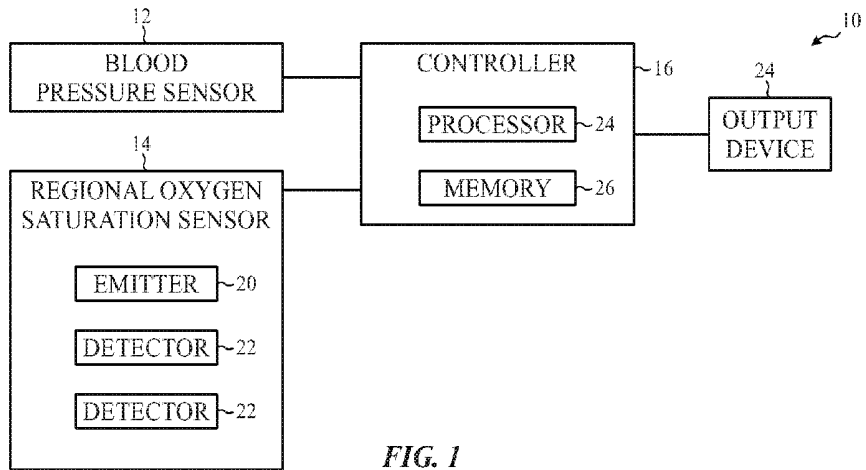 10
12
BLOOD
PRESSURE SENSOR
CONTROLLER
16
PROCESSOR
24
MEMORY
26
24
OUTPUT
DEVICE
14
REGIONAL OXYGEN
SATURATION SENSOR
EMITTER
20
DETECTOR
22
DETECTOR
22
FIG. 1